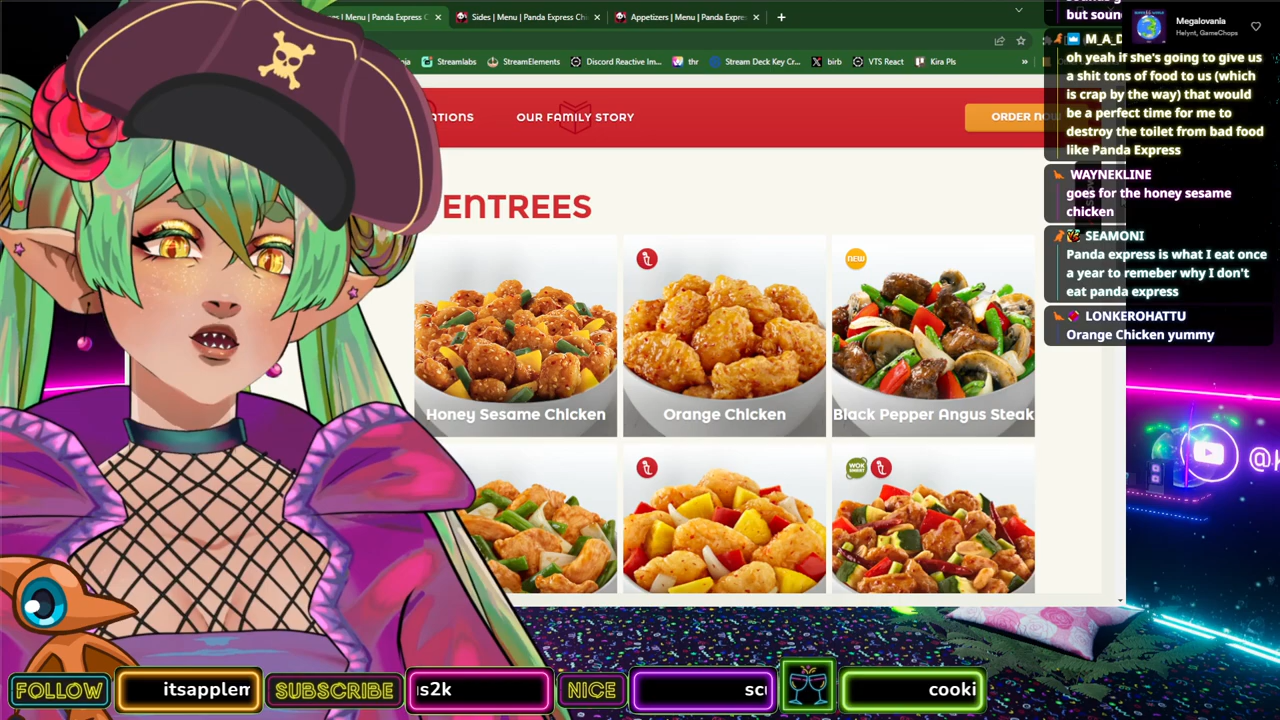 s | Menu | Panda Express C
Sides | Menu | Panda Express Ch
Appetizers | Menu | Panda Expre
Streamlabs
StreamElements
Discord Reactive Im...
thr
Stream Deck Key Cr...
birb
VTS React
Kira Pls
ATIONS
OUR FAMILY STORY
ORDER NO
ENTREES
NEW
Honey Sesame Chicken
Orange Chicken
Black Pepper Angus Steak
WOK SMART
but soun
Megalovania
Helynt, GameChops
M_A_D
oh yeah if she's going to give us
a shit tons of food to us (which
is crap by the way) that would
be a perfect time for me to
destroy the toilet from bad food
like Panda Express
WAYNEKLINE
goes for the honey sesame
chicken
SEAMONI
Panda express is what I eat once
a year to remeber why I don't
eat panda express
LONKEROHATTU
Orange Chicken yummy
FOLLOW
itsapplem
SUBSCRIBE
s2k
NICE
sc
cooki